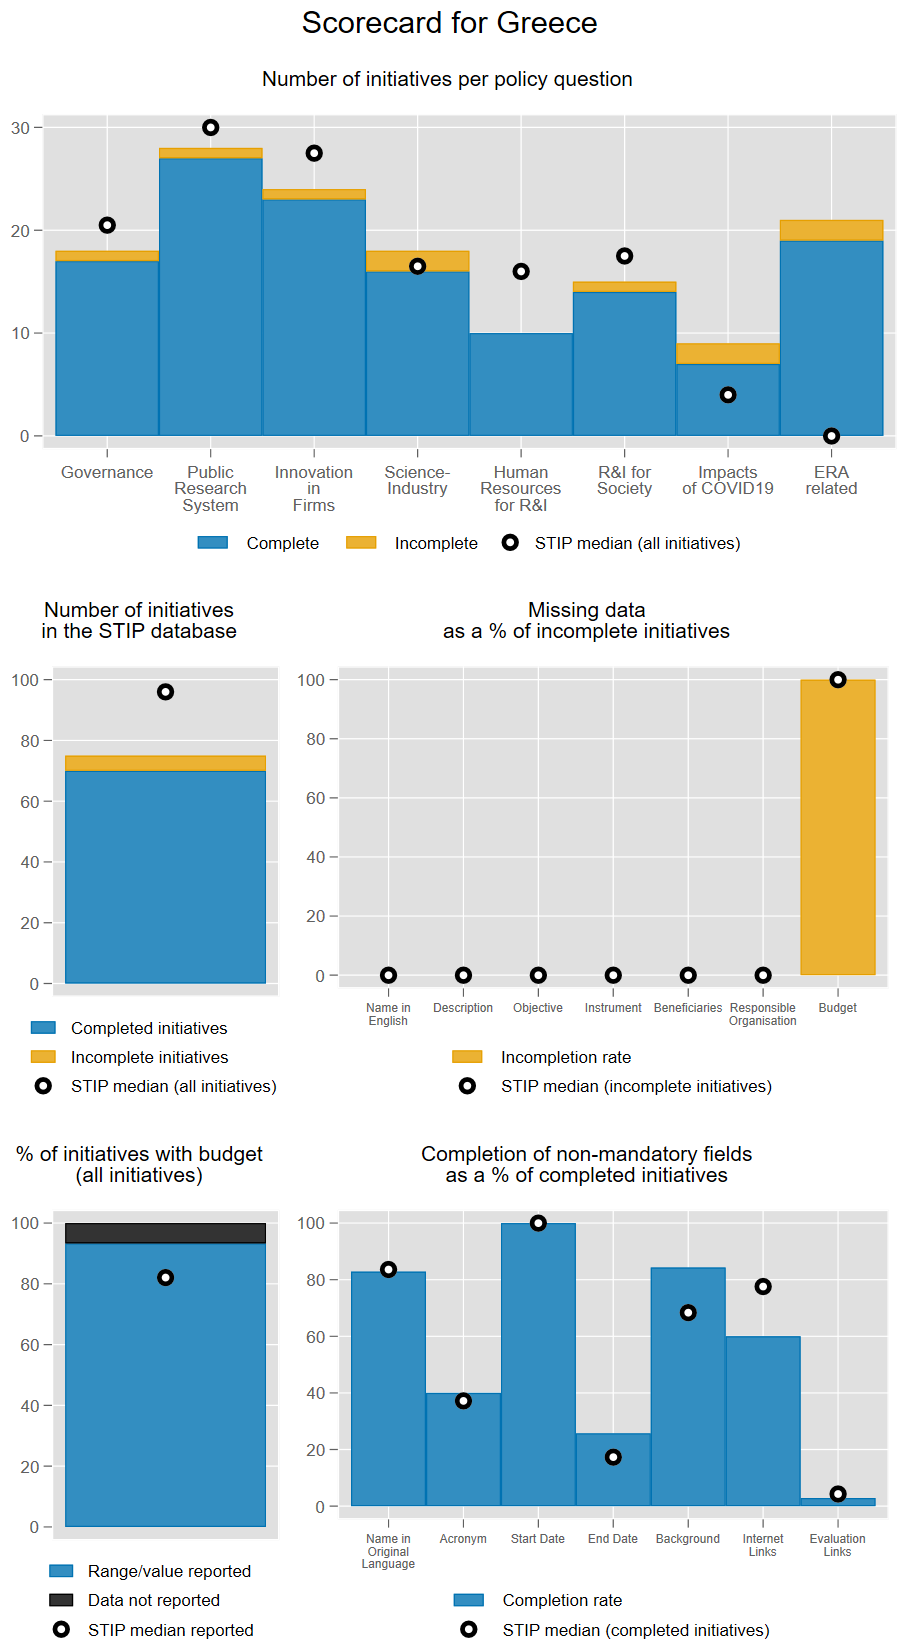 Scorecard for Greece
Number of initiatives per policy question
30
20
10
0
Governance
Public
Research
System
Innovation
in
Firms
Science-
Industry
Human
Resources
for R&I
R&I for
Society
Impacts
of COVID19
ERA
related
Complete
Incomplete
STIP median (all initiatives)
Number of initiatives
in the STIP database
100
80
60
40
20
0
Completed initiatives
Incomplete initiatives
STIP median (all initiatives)
Missing data
as a % of incomplete initiatives
100
80
60
40
20
0
Name in
English
Description
Objective
Instrument
Beneficiaries
Responsible
Organisation
Budget
Incompletion rate
STIP median (incomplete initiatives)
% of initiatives with budget
(all initiatives)
100
80
60
40
20
0
Range/value reported
Data not reported
STIP median reported
Completion of non-mandatory fields
as a % of completed initiatives
100
80
60
40
20
0
Name in
Original
Language
Acronym
Start Date
End Date
Background
Internet
Links
Evaluation
Links
Completion rate
STIP median (completed initiatives)